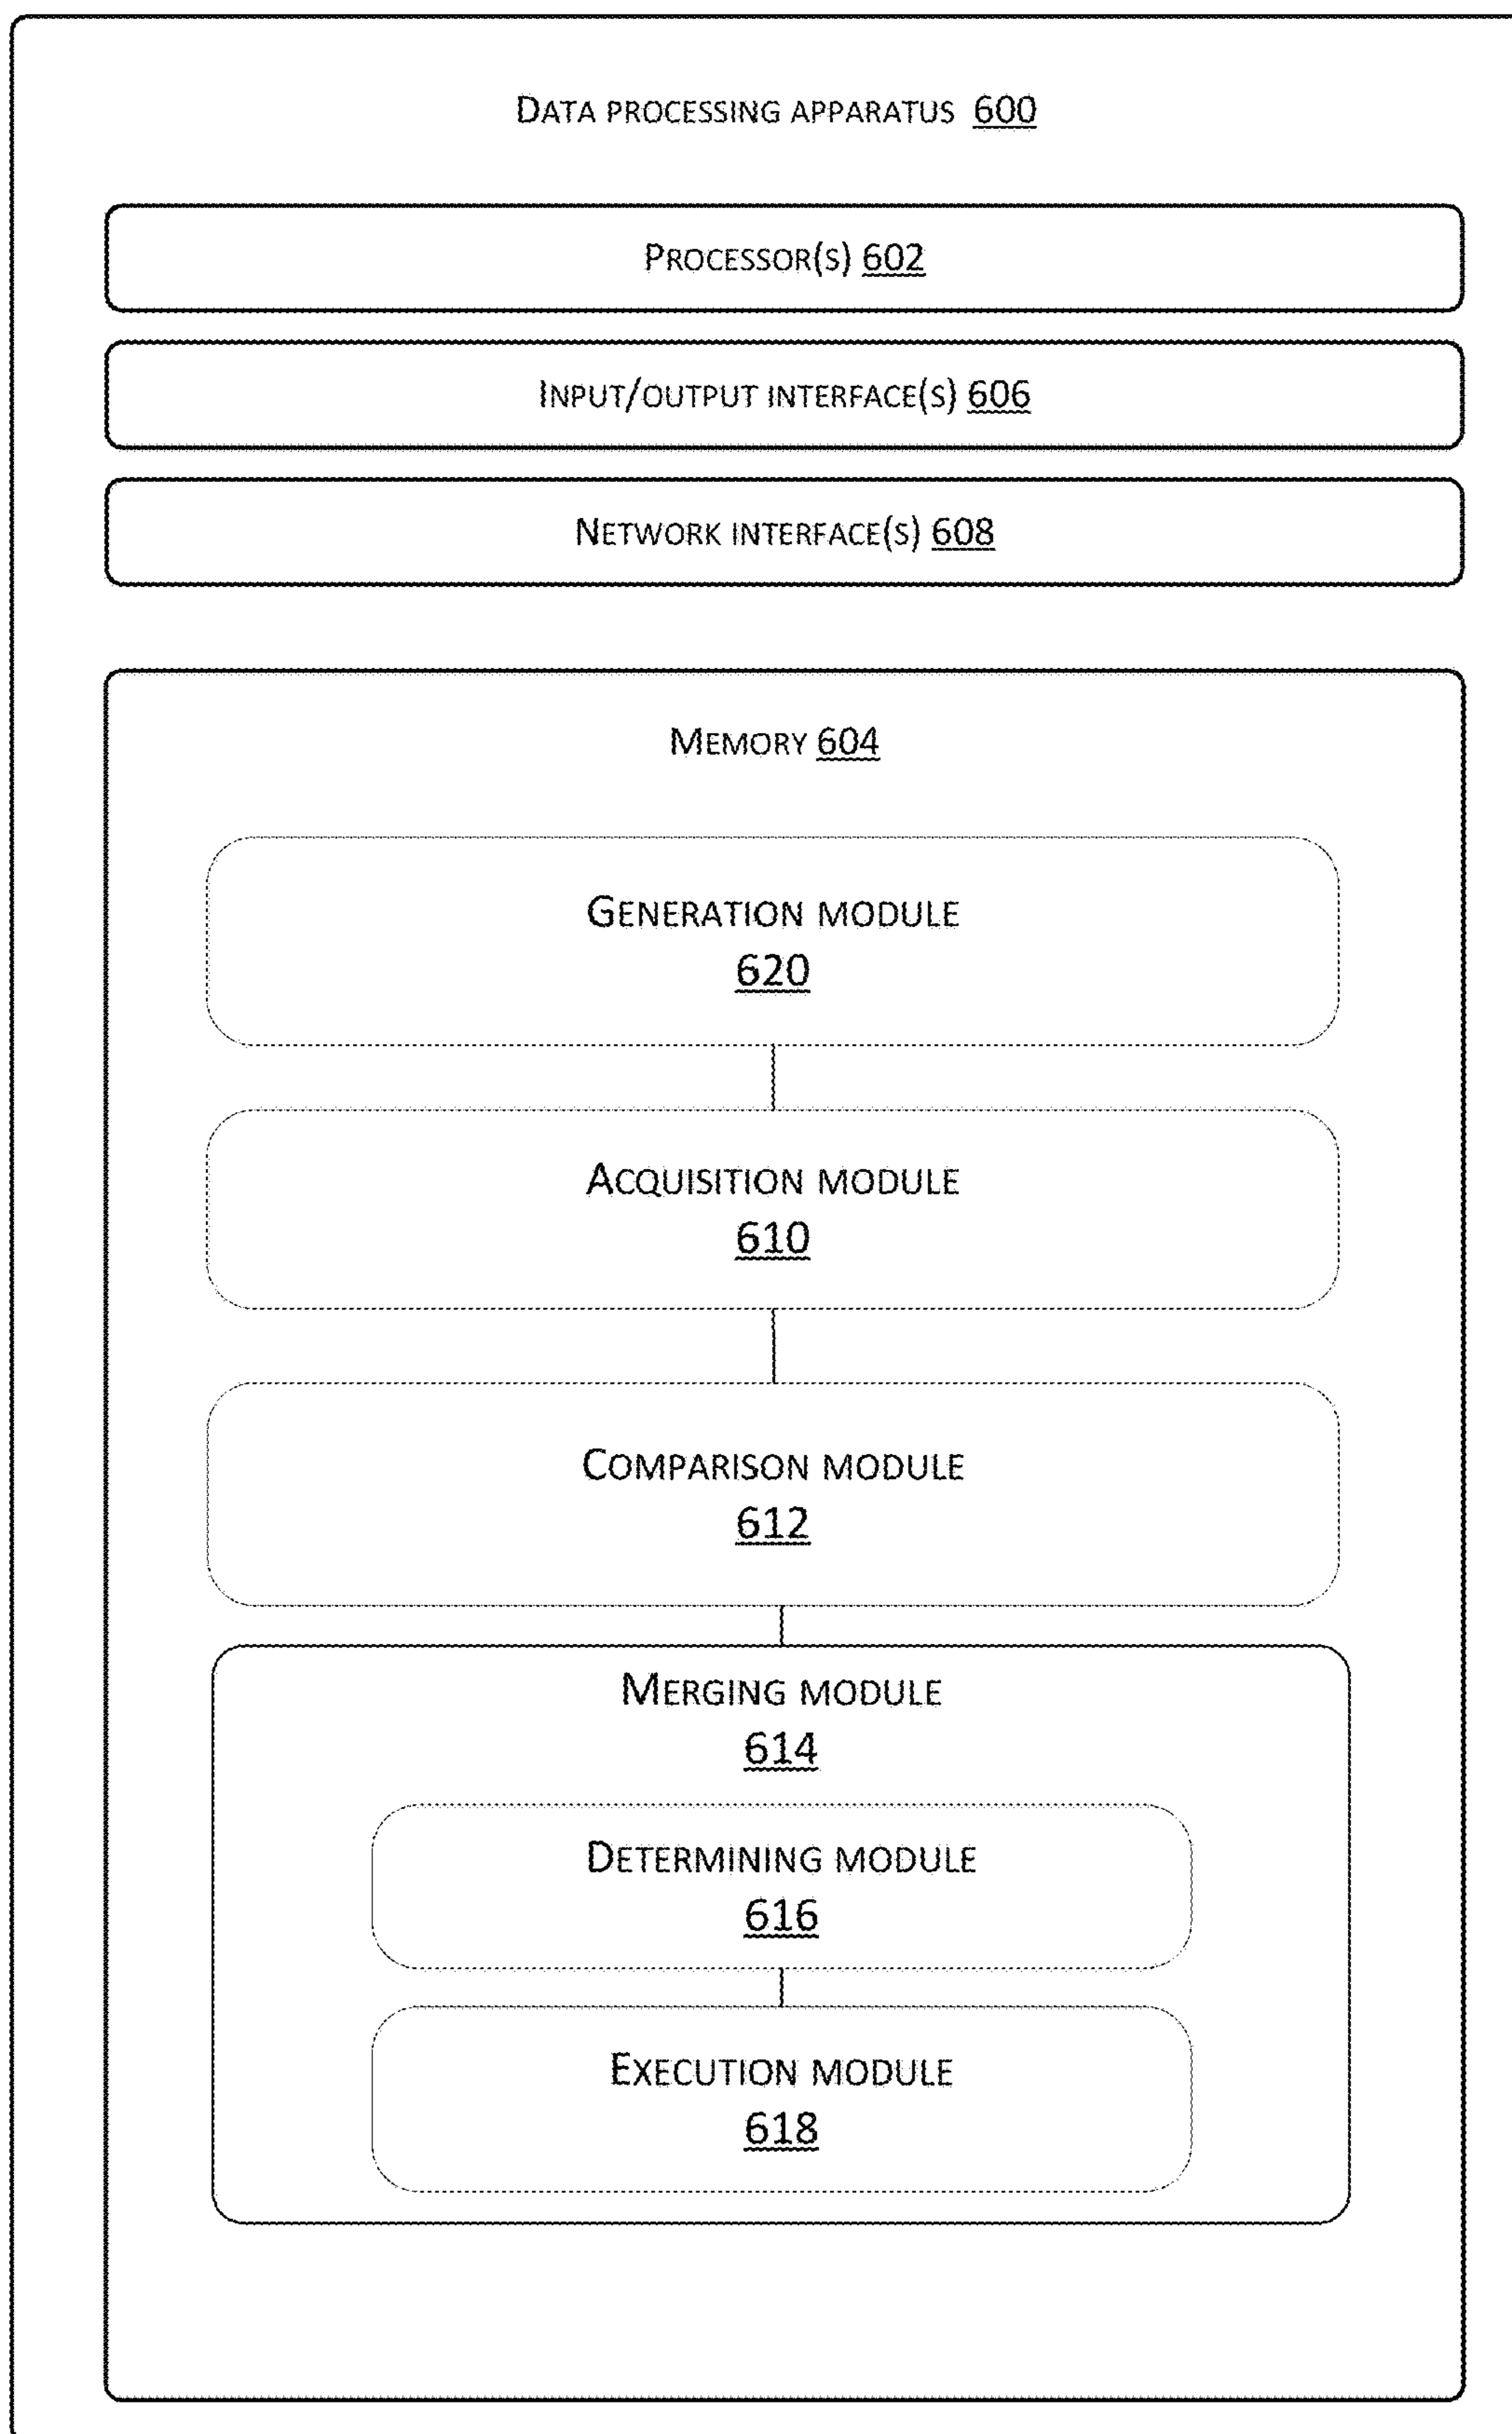 DATA PROCESSING APPARATUS 600
PROCESSOR(S) 602
INPUT/OUTPUT INTERFACE(S) 606
NETWORK INTERFACE(S) 608
MEMORY 604
GENERATION MODULE
620
ACQUISITION MODULE
610
COMPARISON MODULE
612
MERGING MODULE
614
DETERMINING MODULE
616
EXECUTION MODULE
618